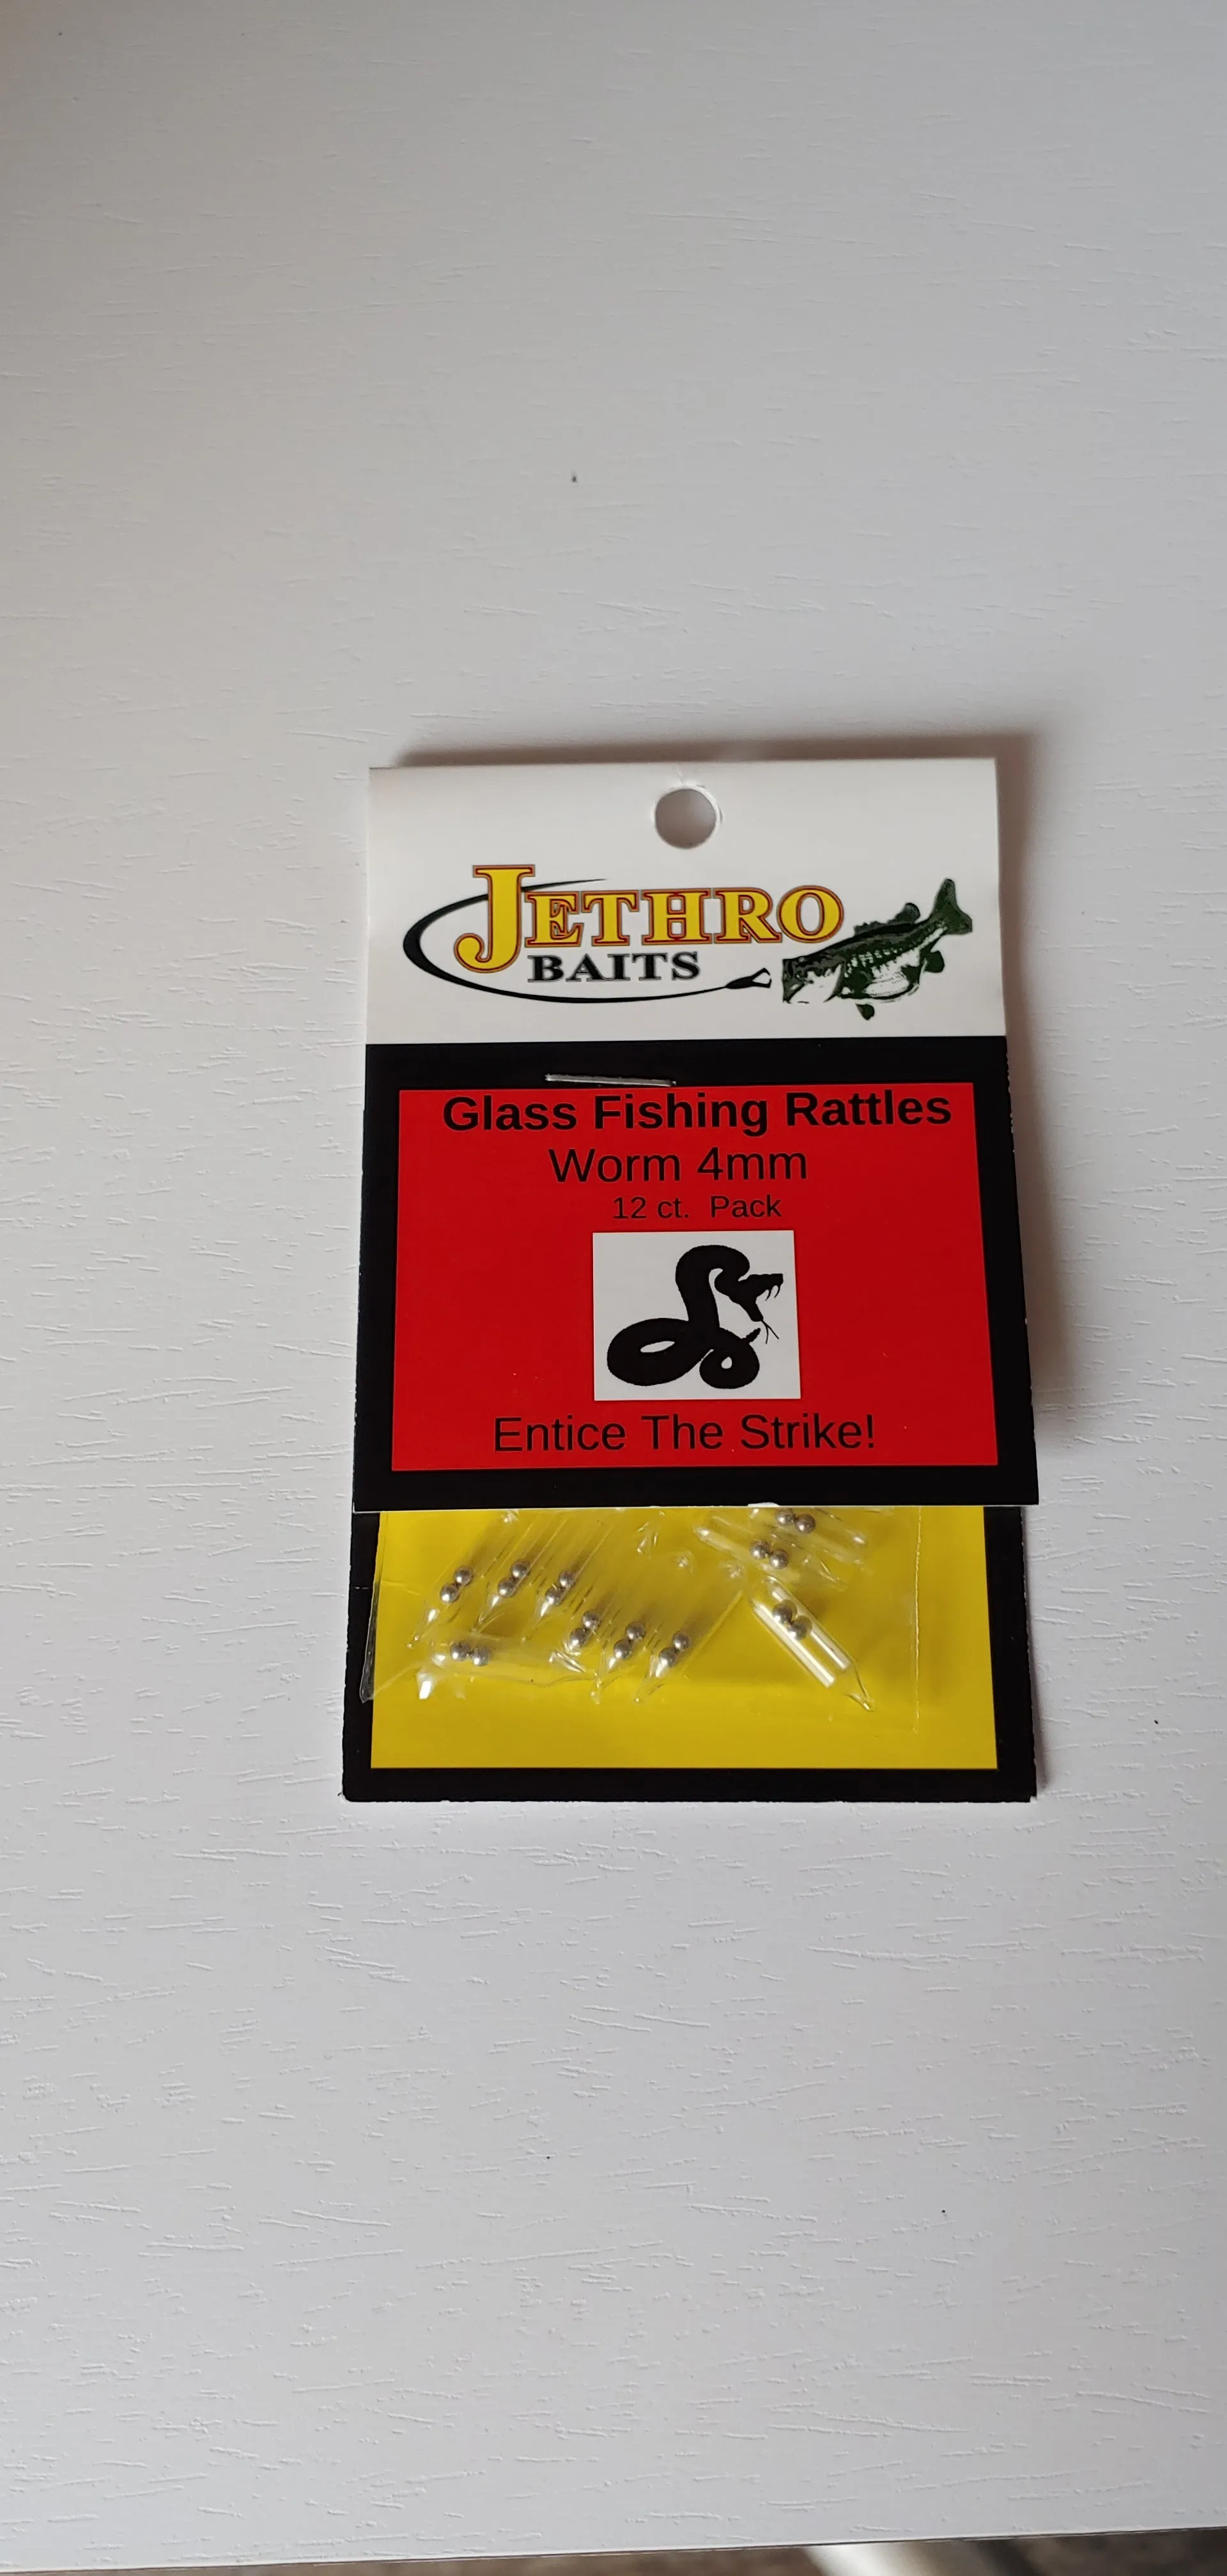 JETHRO
BAITS
Glass Fishing Rattles
Worm 4mm
12 ct. Pack
Entice The Strike!